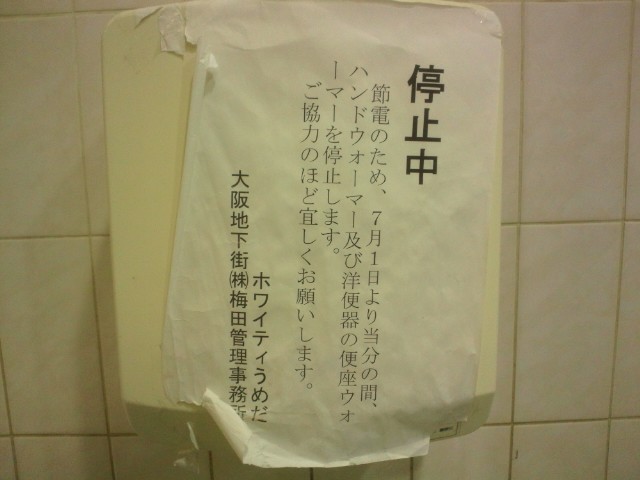 停止中
節電のため、７月１日より当分の間、
ハンドウォーマー及び洋便器の便座ウォ
ーマーを停止します。
ご協力のほど宜しくお願いします。
ホワイティうめだ
大阪地下街㈱梅田管理事務所